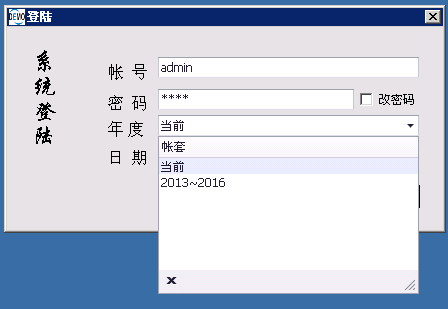 DEMO 登陆
系统登陆
帐 号 admin
密 码 **** 改密码
年 度 当前
日 期
帐套
当前
2013~2016